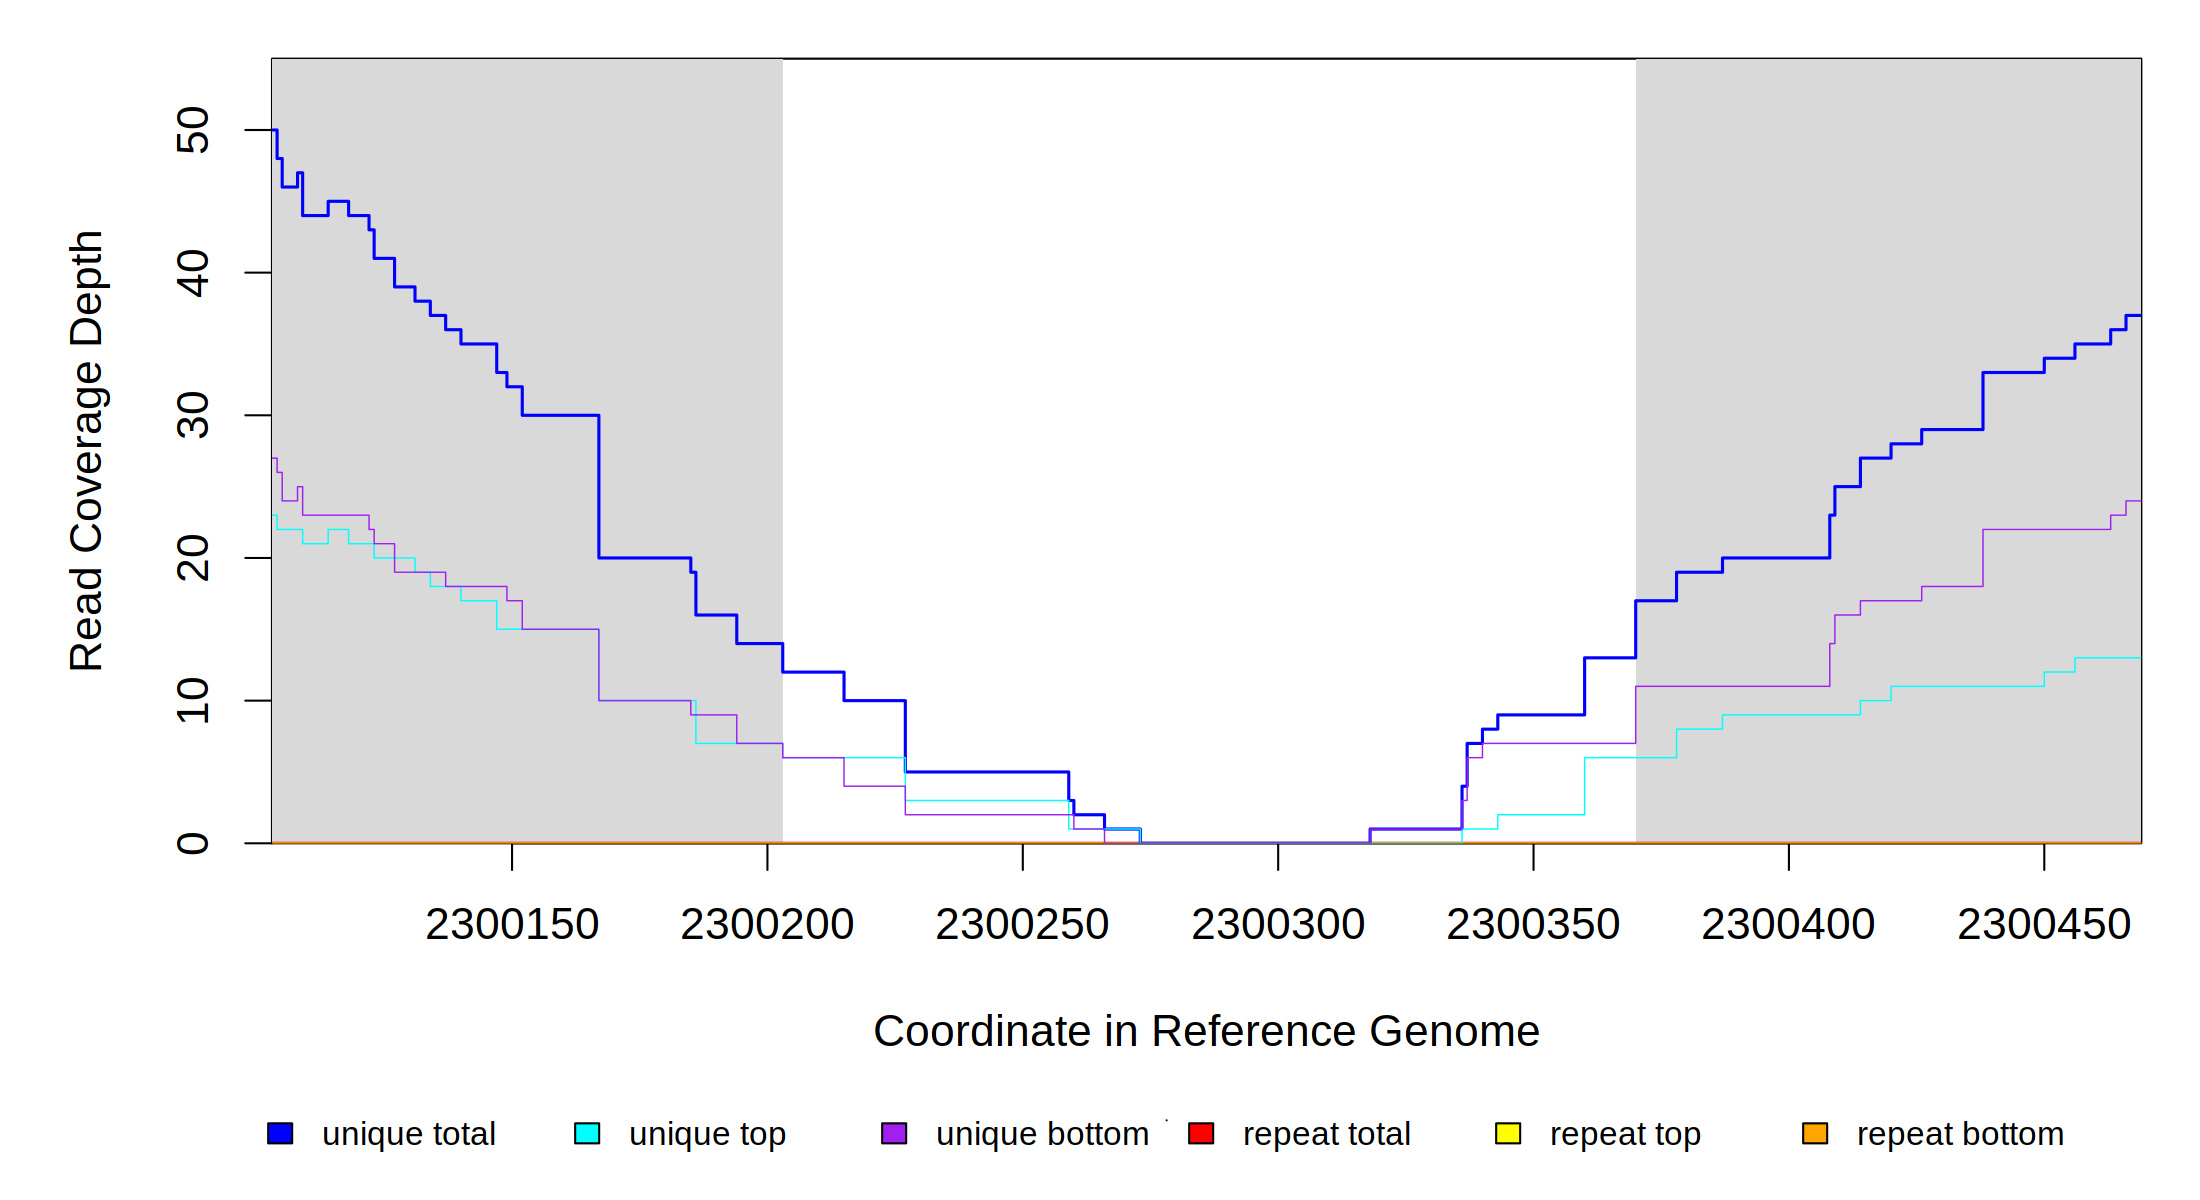 50
40
30
20
10
0
Read Coverage Depth
2300150 2300200 2300250 2300300 2300350 2300400 2300450
Coordinate in Reference Genome
unique total unique top unique bottom repeat total repeat top repeat bottom